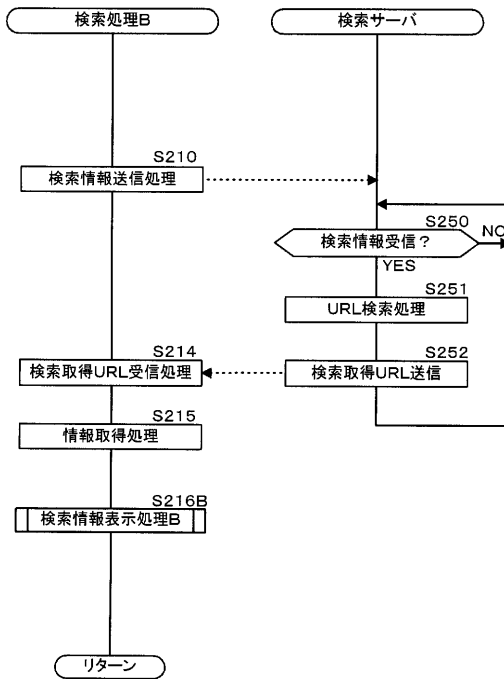 検索処理B
検索サーバ
S210
検索情報送信処理
S250
検索情報受信？
NO
YES
S251
URL検索処理
S214
検索取得URL受信処理
S252
検索取得URL送信
S215
情報取得処理
S216B
検索情報表示処理B
リターン